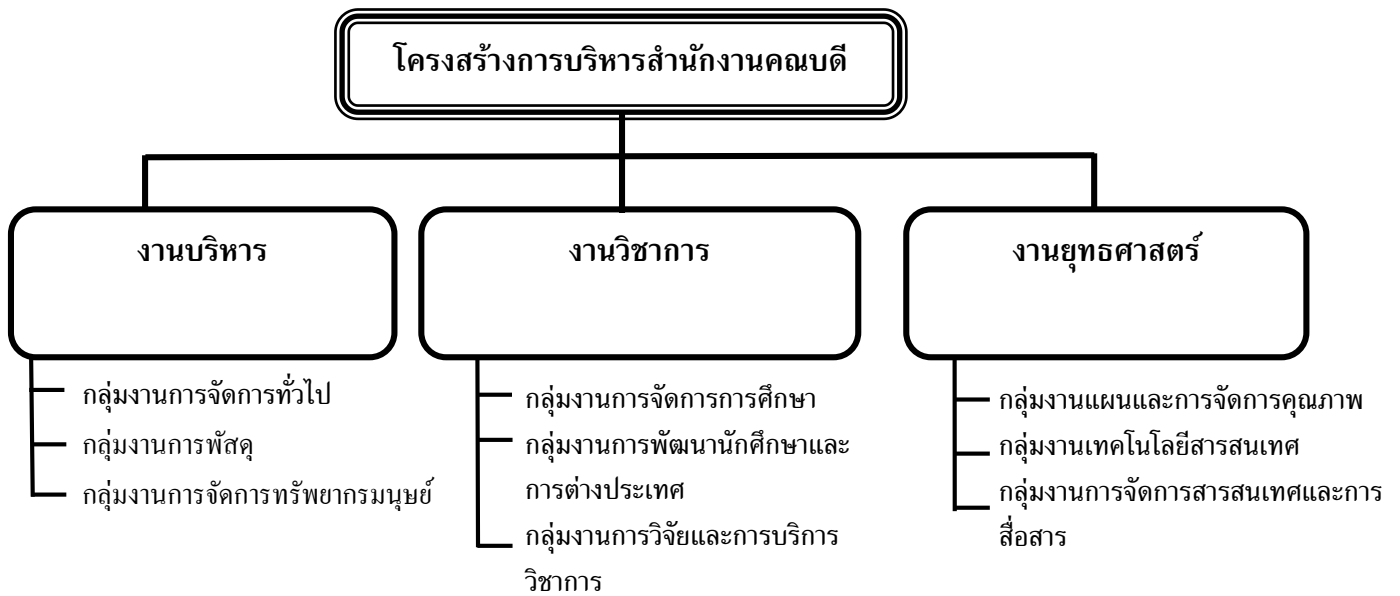 โครงสร้างการบริหารสำนักงานคณบดี
งานบริหาร
กลุ่มงานการจัดการทั่วไป
กลุ่มงานการพัสดุ
กลุ่มงานการจัดการทรัพยากรมนุษย์
งานวิชาการ
กลุ่มงานการจัดการการศึกษา
กลุ่มงานการพัฒนานักศึกษาและ
การต่างประเทศ
กลุ่มงานการวิจัยและการบริการ
วิชาการ
งานยุทธศาสตร์
กลุ่มงานแผนและการจัดการคุณภาพ
กลุ่มงานเทคโนโลยีสารสนเทศ
กลุ่มงานการจัดการสารสนเทศและการ
สื่อสาร